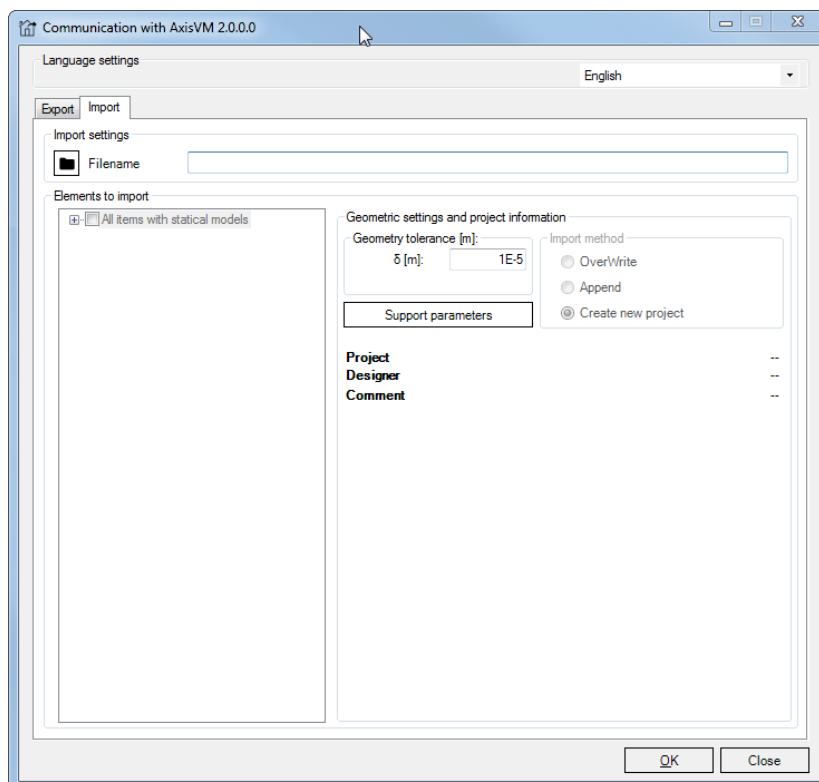 Communication with AxisVM 2.0.0.0
Language settings
English
Export Import
Import settings
Filename
Elements to import
All items with statical models
Geometric settings and project information
Geometry tolerance [m]:
δ [m]: 1E-5
Import method
OverWrite
Append
Create new project
Support parameters
Project --
Designer --
Comment --
OK Close